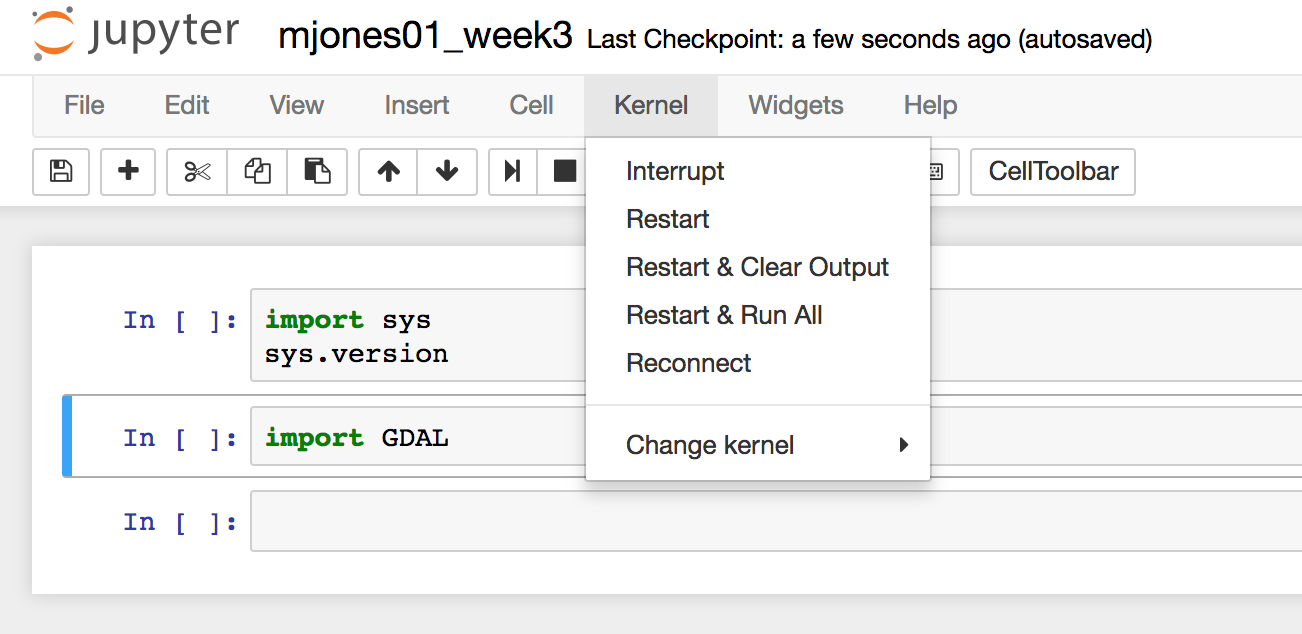 jupyter mjones01_week3 Last Checkpoint: a few seconds ago (autosaved)
File Edit View Insert Cell Kernel Widgets Help
CellToolbar
Interrupt
Restart
Restart & Clear Output
Restart & Run All
Reconnect
Change kernel
In [ ]: import sys
sys.version
In [ ]: import GDAL
In [ ]: